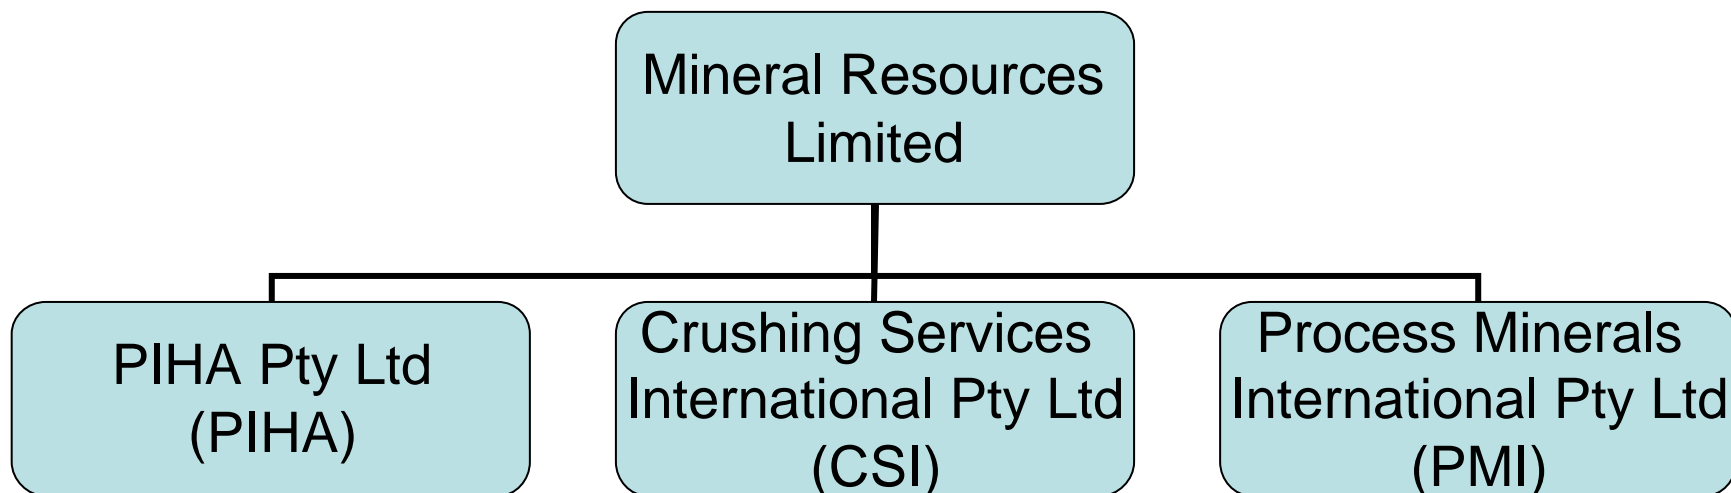 Mineral Resources
Limited
PIHA Pty Ltd
(PIHA)
Crushing Services
International Pty Ltd
(CSI)
Process Minerals
International Pty Ltd
(PMI)